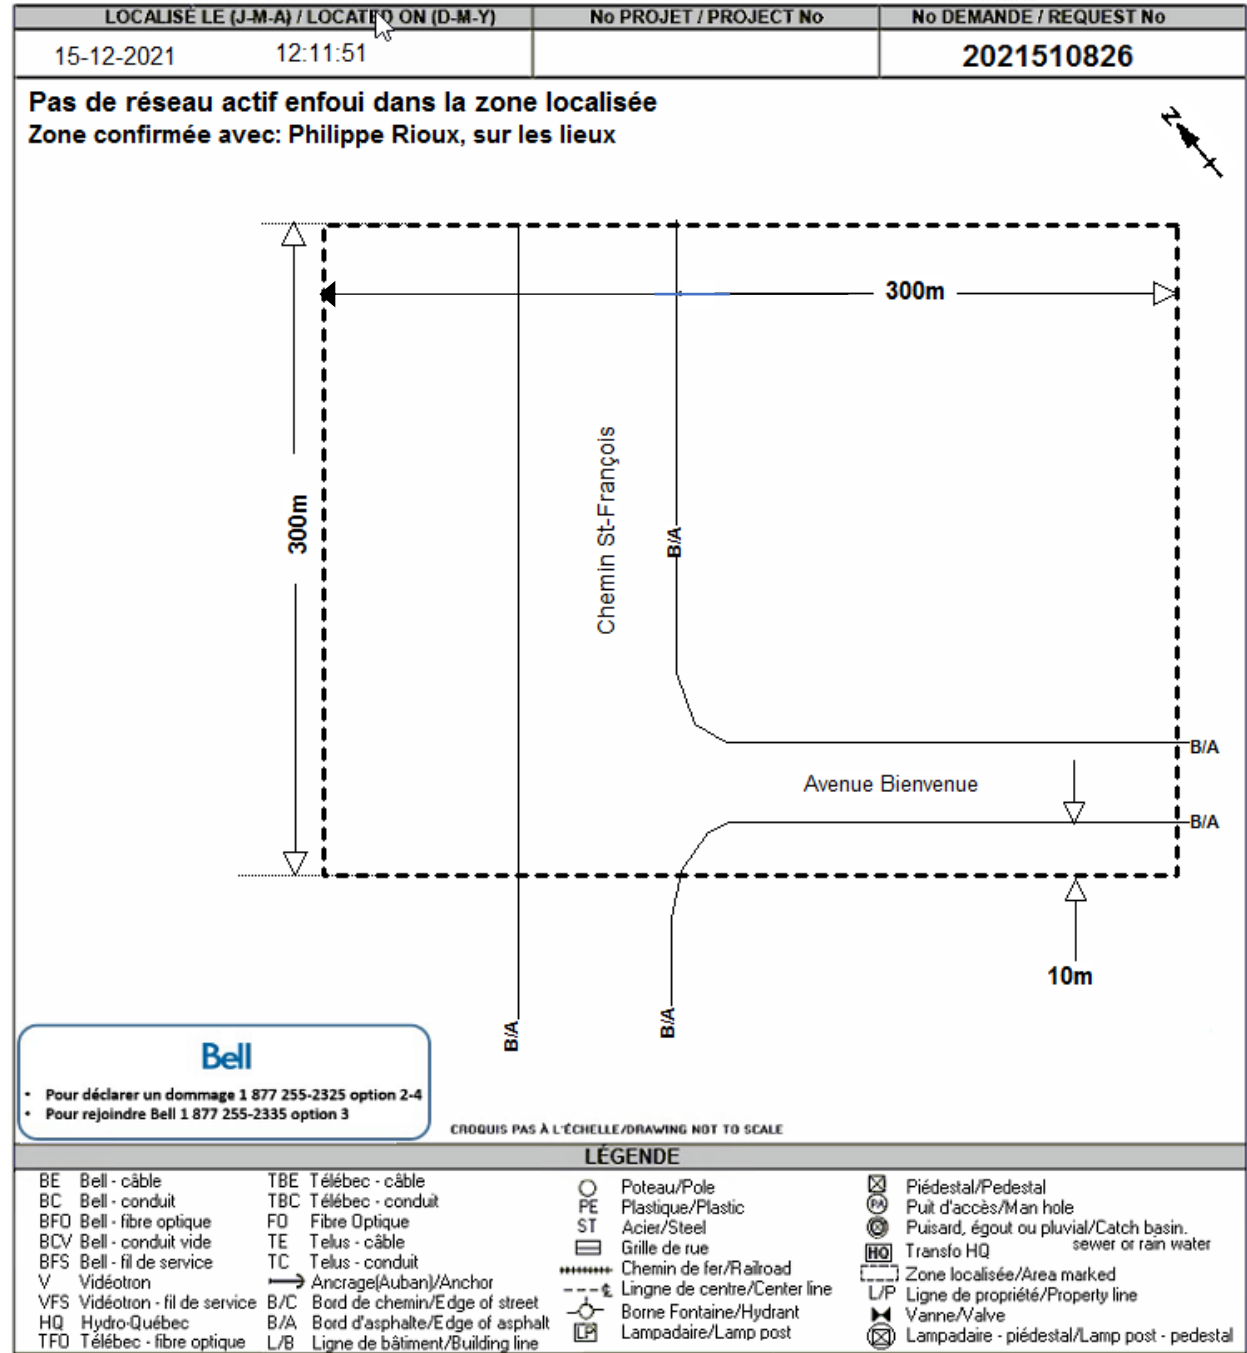 LOCALISÉ LE (J-M-A) / LOCATED ON (D-M-Y) No PROJET / PROJECT No No DEMANDE / REQUEST No
15-12-2021 12:11:51 2021510826
Pas de réseau actif enfoui dans la zone localisée
Zone confirmée avec: Philippe Rioux, sur les lieux
N
300m
300m
Chemin St-François
B/A
B/A
Avenue Bienvenue
B/A
10m
B/A
B/A
Bell
• Pour déclarer un dommage 1 877 255-2325 option 2-4
• Pour rejoindre Bell 1 877 255-2335 option 3
CROQUIS PAS À L'ÉCHELLE/DRAWING NOT TO SCALE
LÉGENDE
BE Bell - câble
BC Bell - conduit
BFO Bell - fibre optique
BCV Bell - conduit vide
BFS Bell - fil de service
V Vidéotron
VFS Vidéotron - fil de service
HQ Hydro-Québec
TFO Télébec - fibre optique
TBE Télébec - câble
TBC Télébec - conduit
FO Fibre Optique
TE Telus - câble
TC Telus - conduit
Ancrage(Auban)/Anchor
B/C Bord de chemin/Edge of street
B/A Bord d'asphalte/Edge of asphalt
L/B Ligne de bâtiment/Building line
Poteau/Pole
PE Plastique/Plastic
ST Acier/Steel
Grille de rue
Chemin de fer/Railroad
Lingne de centre/Center line
Borne Fontaine/Hydrant
LP Lampadaire/Lamp post
Piédestal/Pedestal
PA Puit d'accès/Man hole
Puisard, égout ou pluvial/Catch basin.
sewer or rain water
HQ Transfo HQ
Zone localisée/Area marked
L/P Ligne de propriété/Property line
Vanne/Valve
Lampadaire - piédestal/Lamp post - pedestal